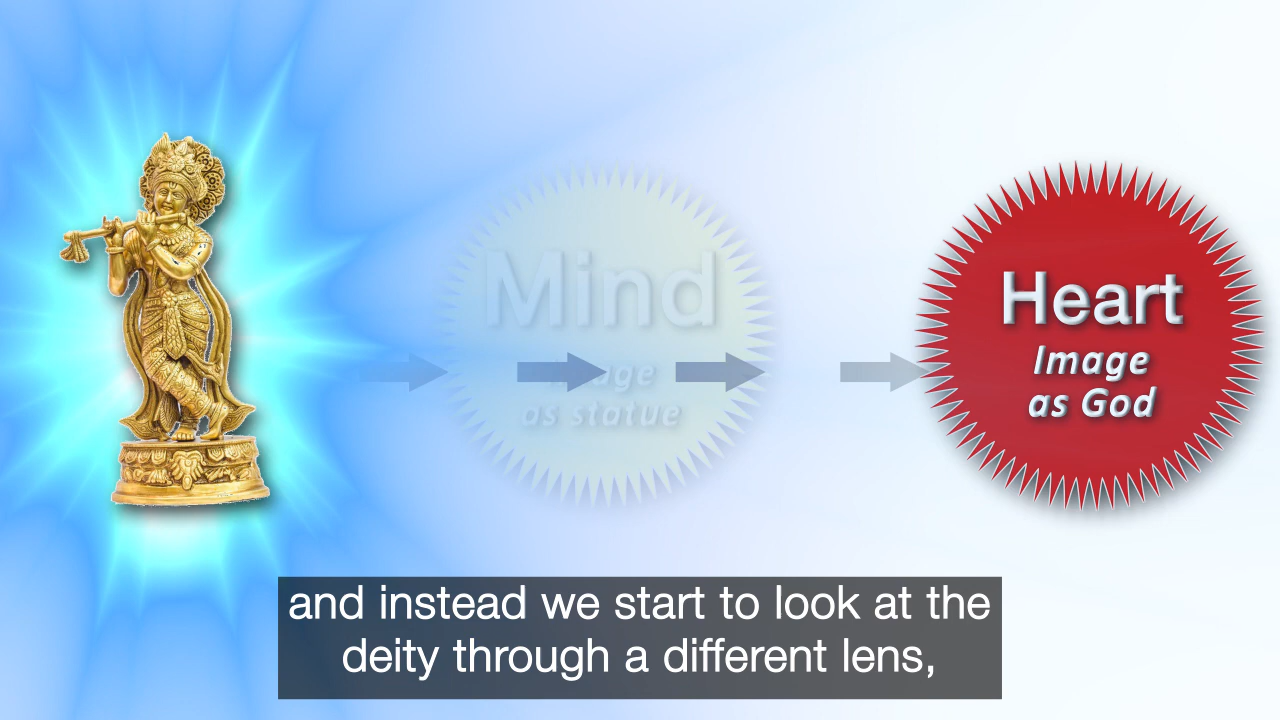 Mind
Image
as statue
Heart
Image
as God
and instead we start to look at the
deity through a different lens,